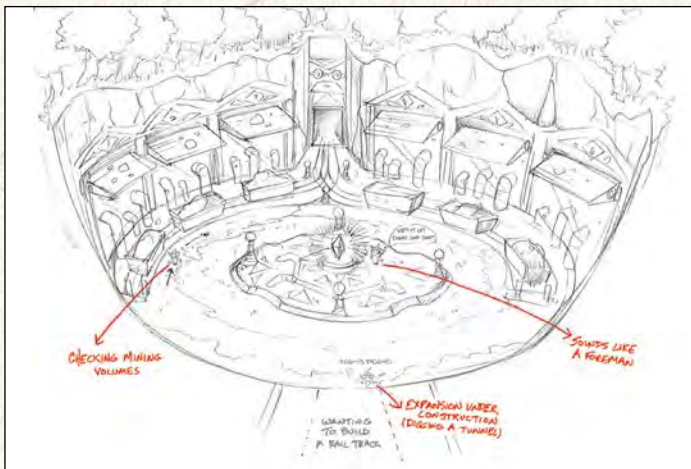 CHECKING MINING
VOLUMES
SOUNDS LIKE
A FOREMAN
EXPANSION UNDER
CONSTRUCTION
(DIGGING A TUNNEL)
WANTING
TO BUILD
A RAIL TRACK